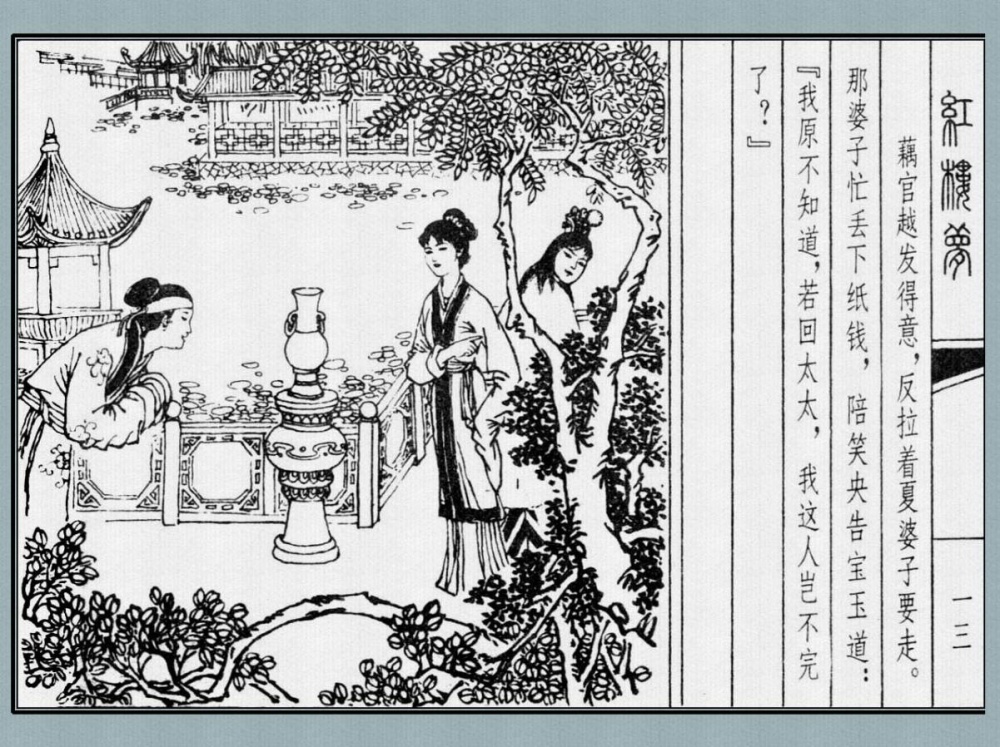 紅樓夢
一三
藕官越发得意，反拉着夏婆子要走。
那婆子忙丢下纸钱，陪笑央告宝玉道：
『我原不知道，若回太太，我这人岂不完
了？』